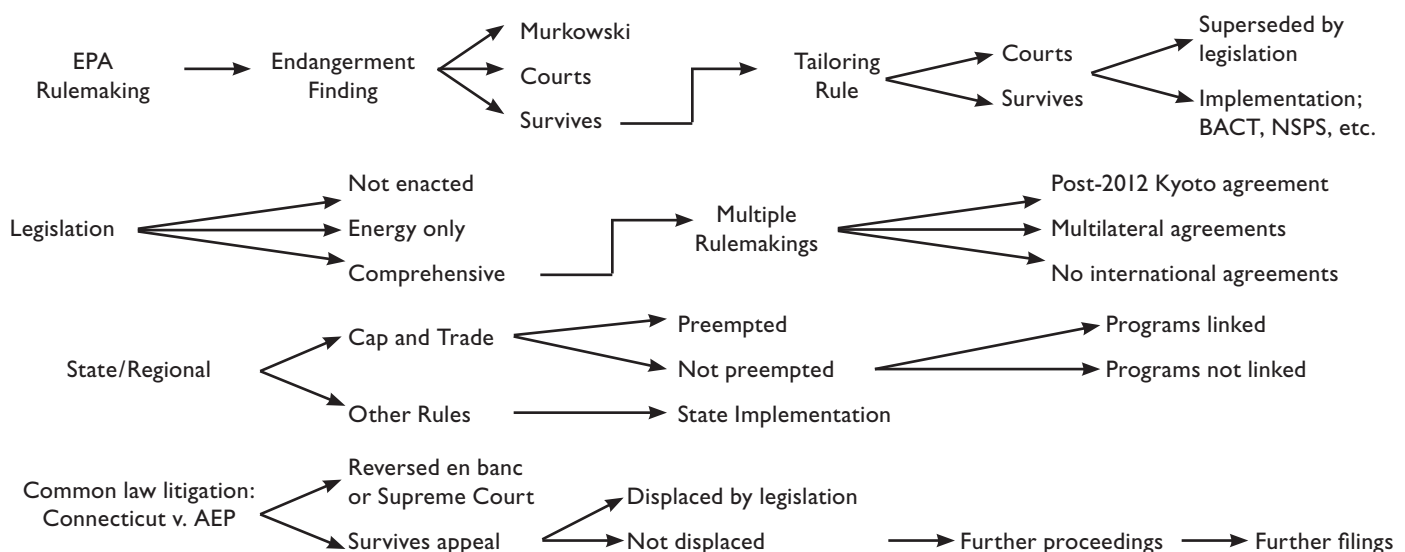 EPA
Rulemaking
Endangerment
Finding
Murkowski
Courts
Survives
Tailoring
Rule
Courts
Survives
Superseded by
legislation
Implementation;
BACT, NSPS, etc.
Legislation
Not enacted
Energy only
Comprehensive
Multiple
Rulemakings
Post-2012 Kyoto agreement
Multilateral agreements
No international agreements
State/Regional
Cap and Trade
Other Rules
Preempted
Not preempted
State Implementation
Programs linked
Programs not linked
Common law litigation:
Connecticut v. AEP
Reversed en banc
or Supreme Court
Survives appeal
Displaced by legislation
Not displaced
Further proceedings
Further filings